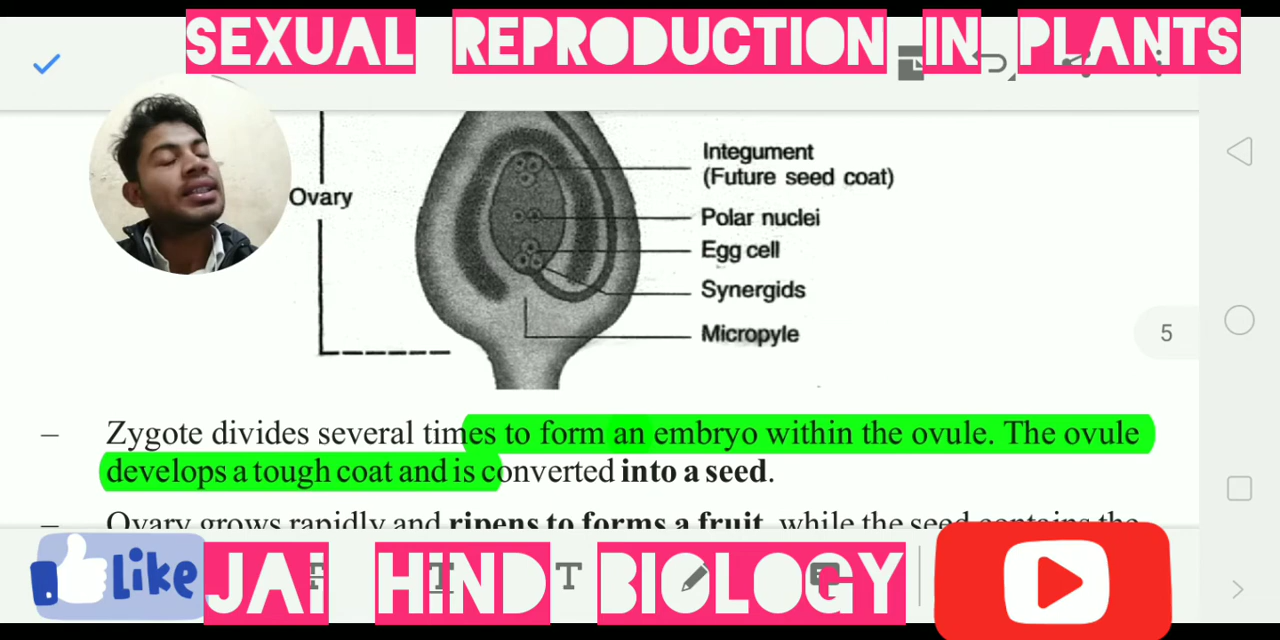 SEXUAL REPRODUCTION IN PLANTS
Integument
(Future seed coat)
Ovary
Polar nuclei
Egg cell
Synergids
Micropyle
5
– Zygote divides several times to form an embryo within the ovule. The ovule
develops a tough coat and is converted into a seed.
– Ovary grows rapidly and ripens to forms a fruit, while the seed contains the
Like
JAi HiND BIOLOGY